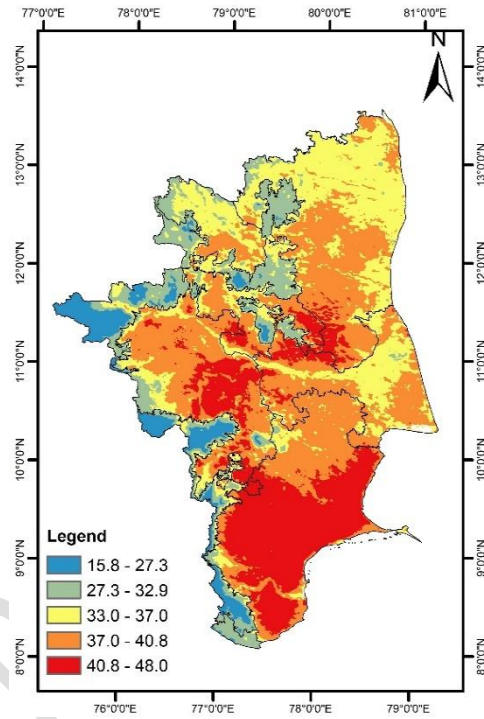 77°0'0"E 78°0'0"E 79°0'0"E 80°0'0"E 81°0'0"E
N
14°0'0"N 14°0'0"N
13°0'0"N 13°0'0"N
12°0'0"N 12°0'0"N
11°0'0"N 11°0'0"N
10°0'0"N 10°0'0"N
9°0'0"N 9°0'0"N
8°0'0"N 8°0'0"N
Legend
15.8 - 27.3
27.3 - 32.9
33.0 - 37.0
37.0 - 40.8
40.8 - 48.0
76°0'0"E 77°0'0"E 78°0'0"E 79°0'0"E